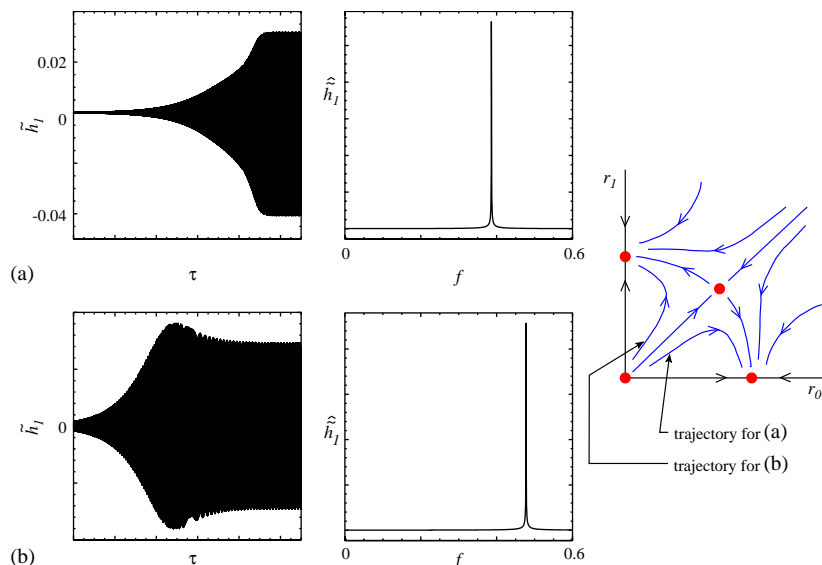 0.02
0
-0.04
h̃₁
τ
(a)
ĥ̃₁
0
0.6
f
0
h̃₁
τ
(b)
ĥ̃₁
0
0.6
f
r₁
r₀
trajectory for (a)
trajectory for (b)